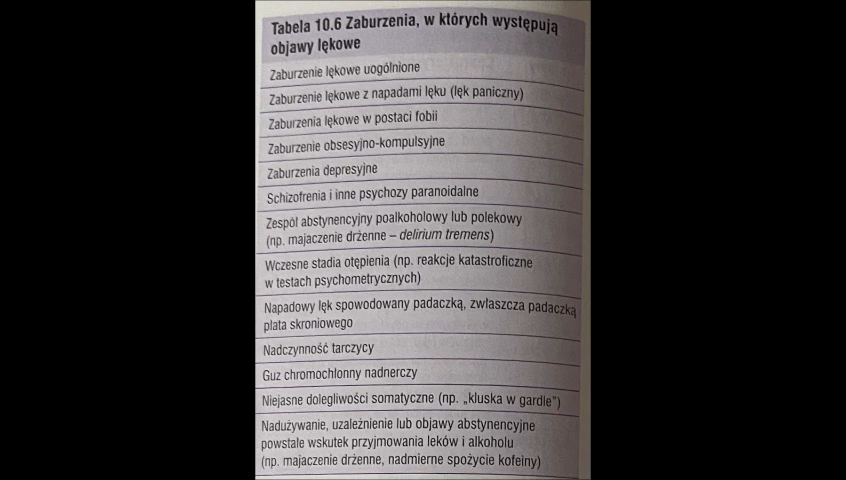 Tabela 10.6 Zaburzenia, w których występują
objawy lękowe
Zaburzenie lękowe uogólnione
Zaburzenie lękowe z napadami lęku (lęk paniczny)
Zaburzenia lękowe w postaci fobii
Zaburzenie obsesyjno-kompulsyjne
Zaburzenia depresyjne
Schizofrenia i inne psychozy paranoidalne
Zespół abstynencyjny poalkoholowy lub polekowy
(np. majaczenie drżenne – delirium tremens)
Wczesne stadia otępienia (np. reakcje katastroficzne
w testach psychometrycznych)
Napadowy lęk spowodowany padaczką, zwłaszcza padaczką
płata skroniowego
Nadczynność tarczycy
Guz chromochłonny nadnerczy
Niejasne dolegliwości somatyczne (np. „kluska w gardle”)
Nadużywanie, uzależnienie lub objawy abstynencyjne
powstałe wskutek przyjmowania leków i alkoholu
(np. majaczenie drżenne, nadmierne spożycie kofeiny)